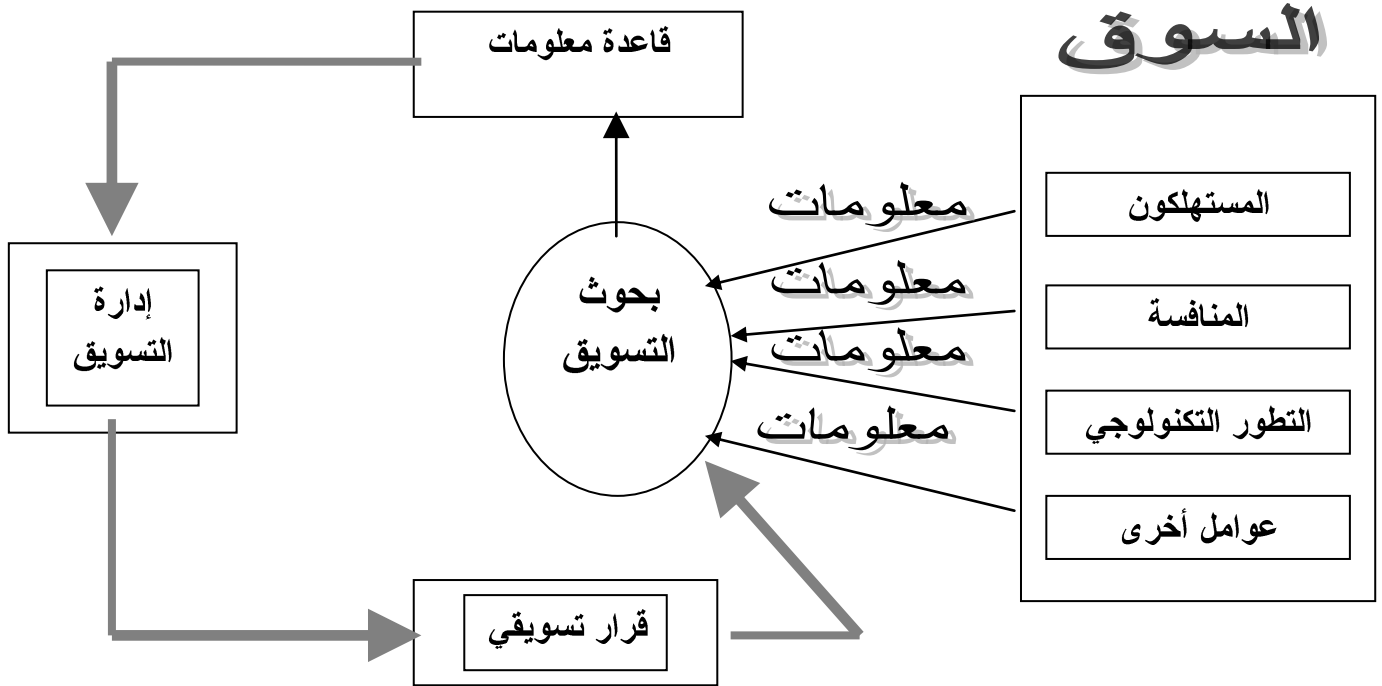 السوق
قاعدة معلومات
المستهلكون
معلومات
المنافسة
معلومات
التطور التكنولوجي
معلومات
عوامل أخرى
معلومات
بحوث
التسويق
إدارة
التسويق
قرار تسويقي